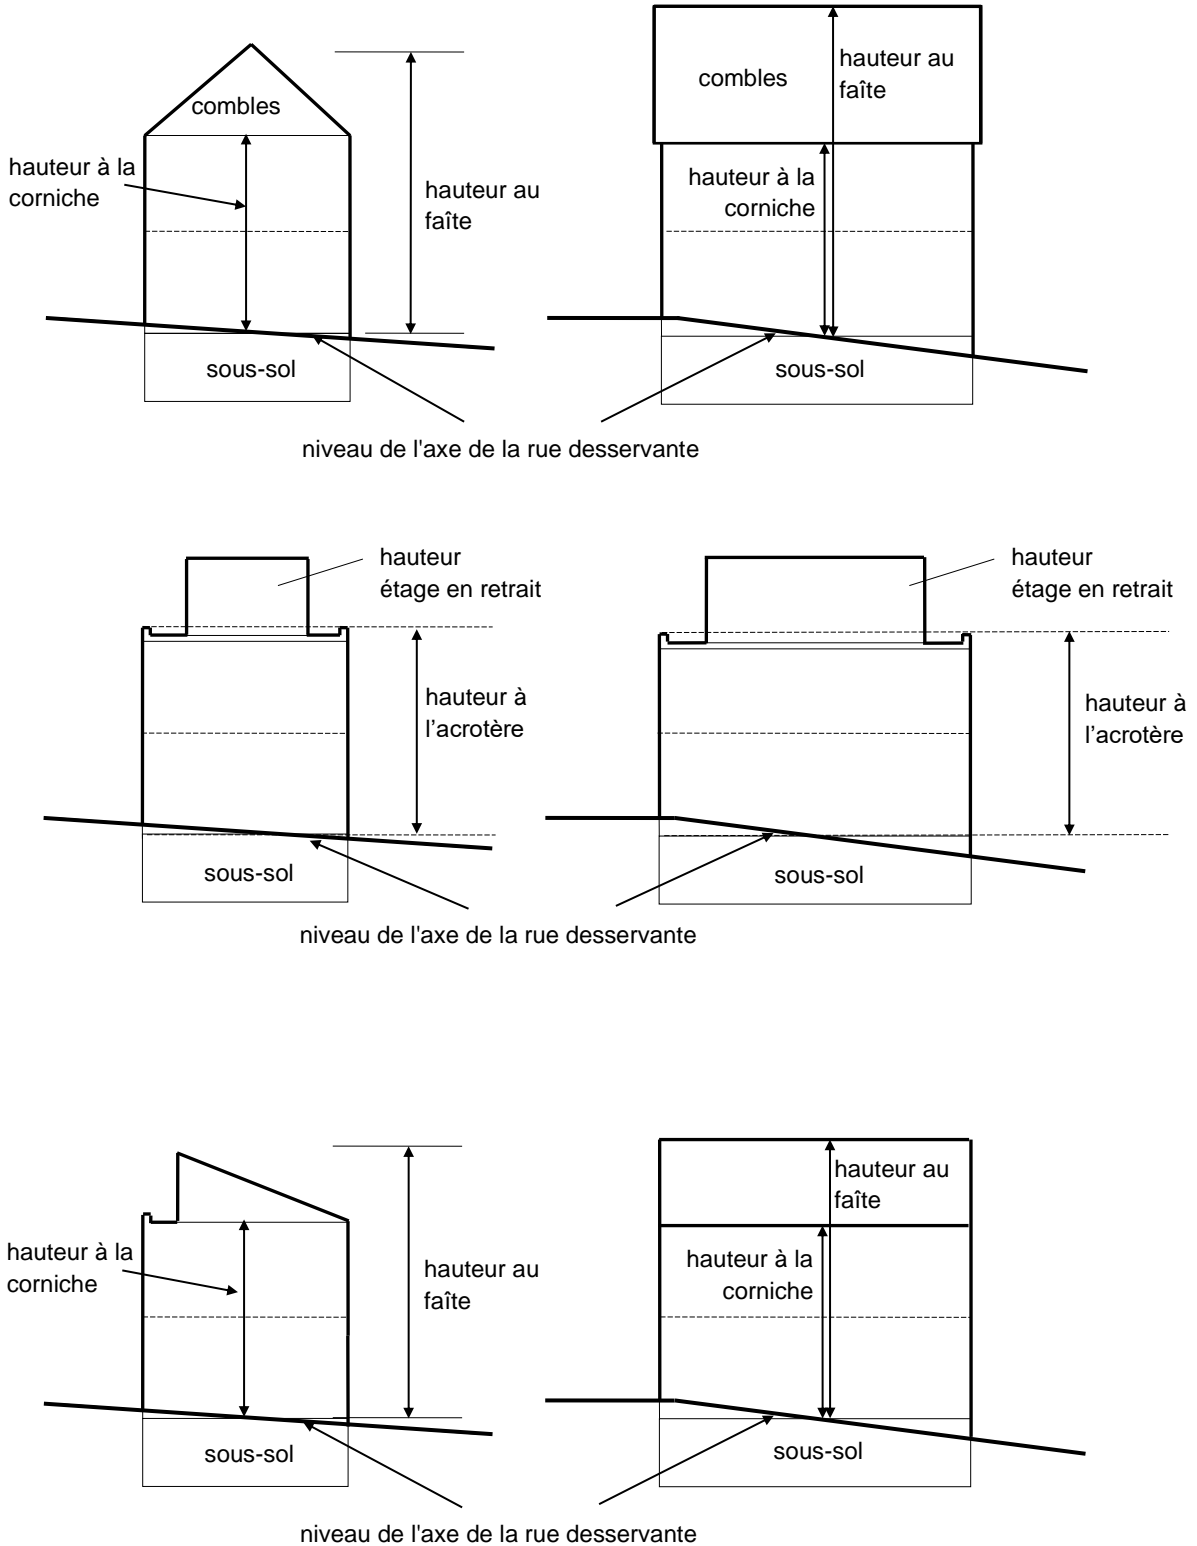 combles
hauteur à la
corniche
hauteur au
faîte
sous-sol
combles
hauteur au
faîte
hauteur à la
corniche
sous-sol
niveau de l'axe de la rue desservante
hauteur
étage en retrait
hauteur à
l’acrotère
sous-sol
hauteur
étage en retrait
hauteur à
l’acrotère
sous-sol
niveau de l'axe de la rue desservante
hauteur à la
corniche
hauteur au
faîte
sous-sol
hauteur au
faîte
hauteur à la
corniche
sous-sol
niveau de l'axe de la rue desservante